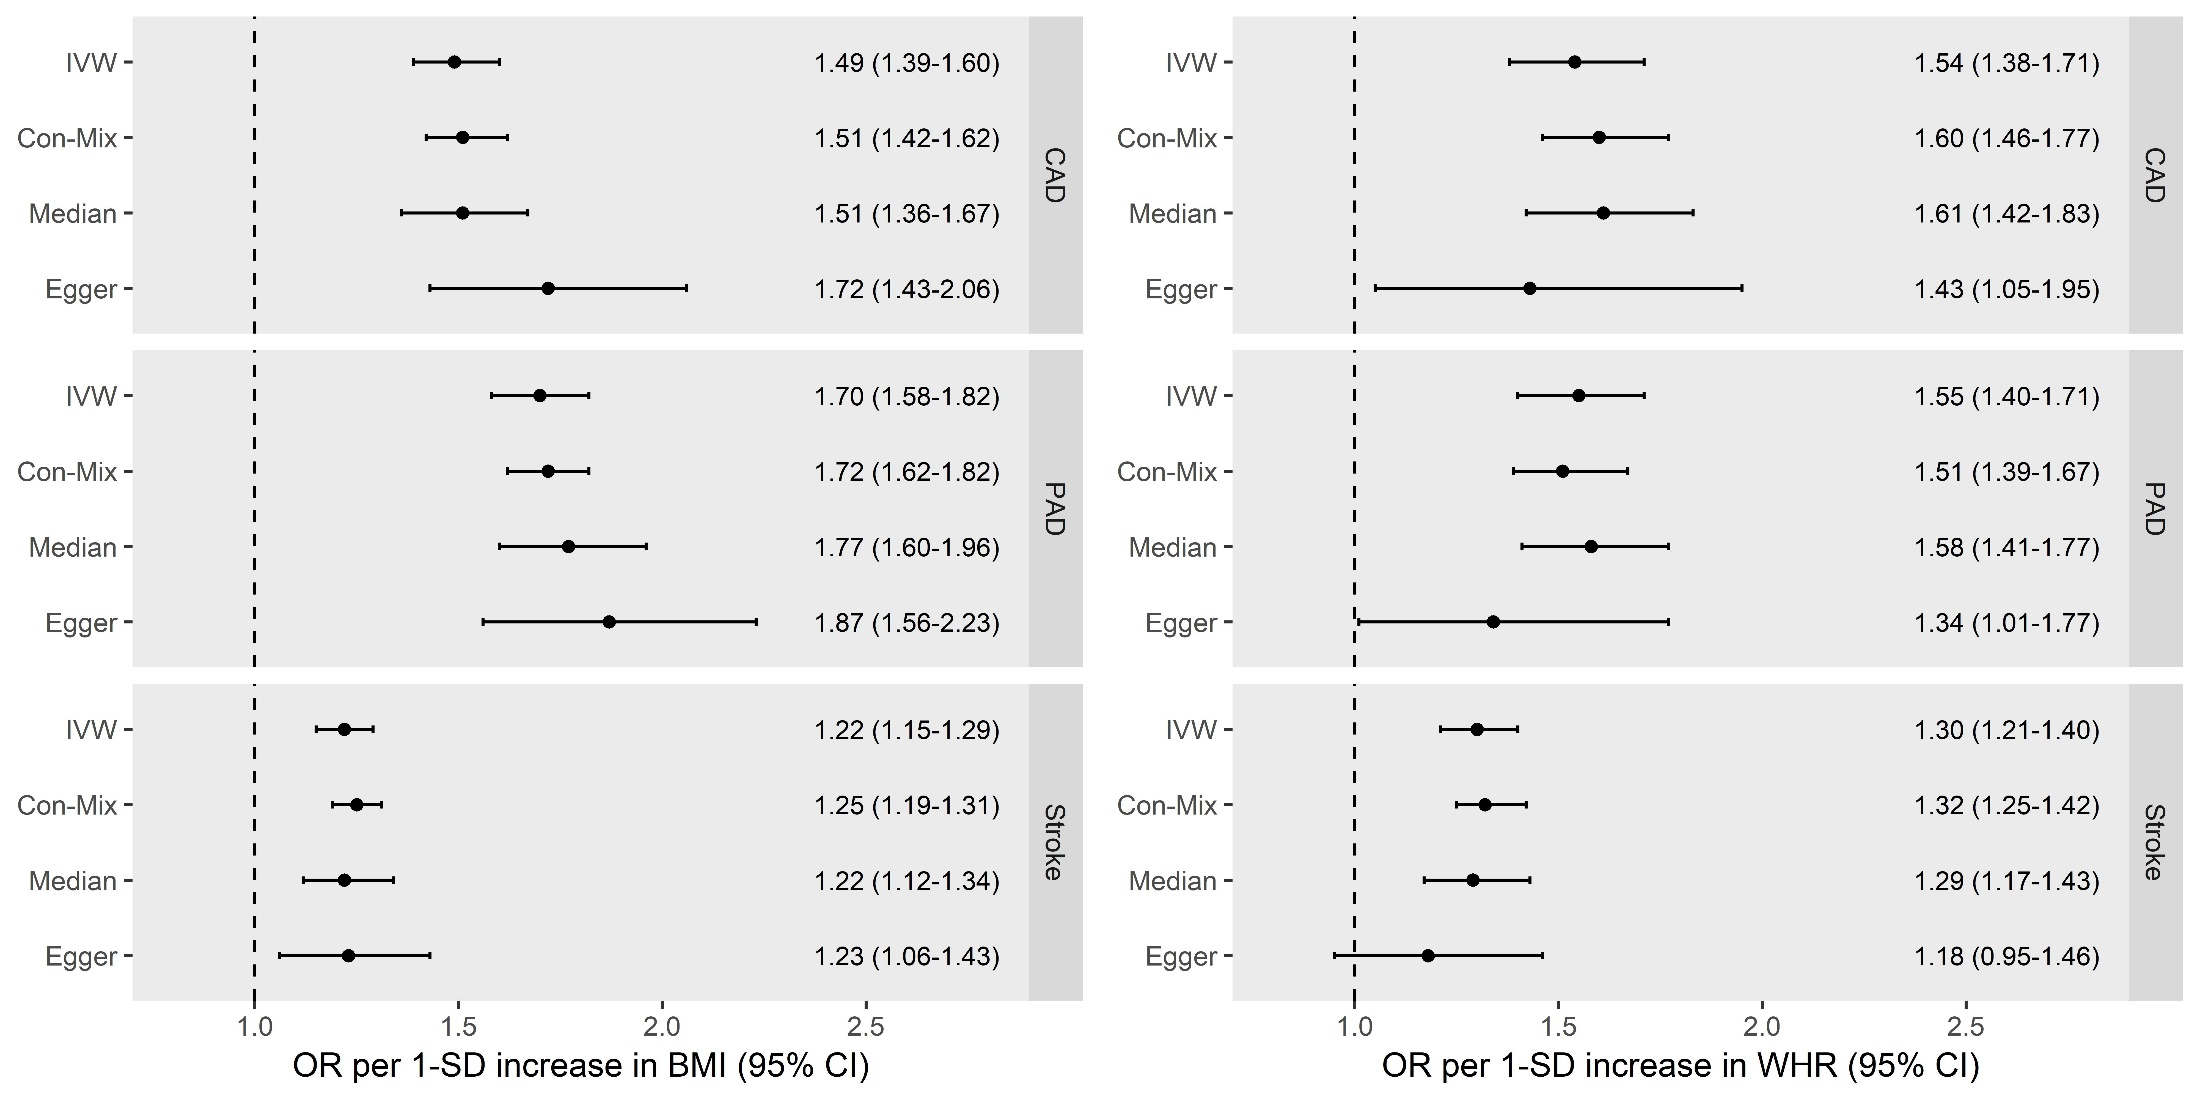 IVW 1.49 (1.39-1.60)
Con-Mix 1.51 (1.42-1.62)
Median 1.51 (1.36-1.67)
Egger 1.72 (1.43-2.06)
CAD
IVW 1.70 (1.58-1.82)
Con-Mix 1.72 (1.62-1.82)
Median 1.77 (1.60-1.96)
Egger 1.87 (1.56-2.23)
PAD
IVW 1.22 (1.15-1.29)
Con-Mix 1.25 (1.19-1.31)
Median 1.22 (1.12-1.34)
Egger 1.23 (1.06-1.43)
Stroke
1.0 1.5 2.0 2.5
OR per 1-SD increase in BMI (95% CI)
IVW 1.54 (1.38-1.71)
Con-Mix 1.60 (1.46-1.77)
Median 1.61 (1.42-1.83)
Egger 1.43 (1.05-1.95)
CAD
IVW 1.55 (1.40-1.71)
Con-Mix 1.51 (1.39-1.67)
Median 1.58 (1.41-1.77)
Egger 1.34 (1.01-1.77)
PAD
IVW 1.30 (1.21-1.40)
Con-Mix 1.32 (1.25-1.42)
Median 1.29 (1.17-1.43)
Egger 1.18 (0.95-1.46)
Stroke
1.0 1.5 2.0 2.5
OR per 1-SD increase in WHR (95% CI)